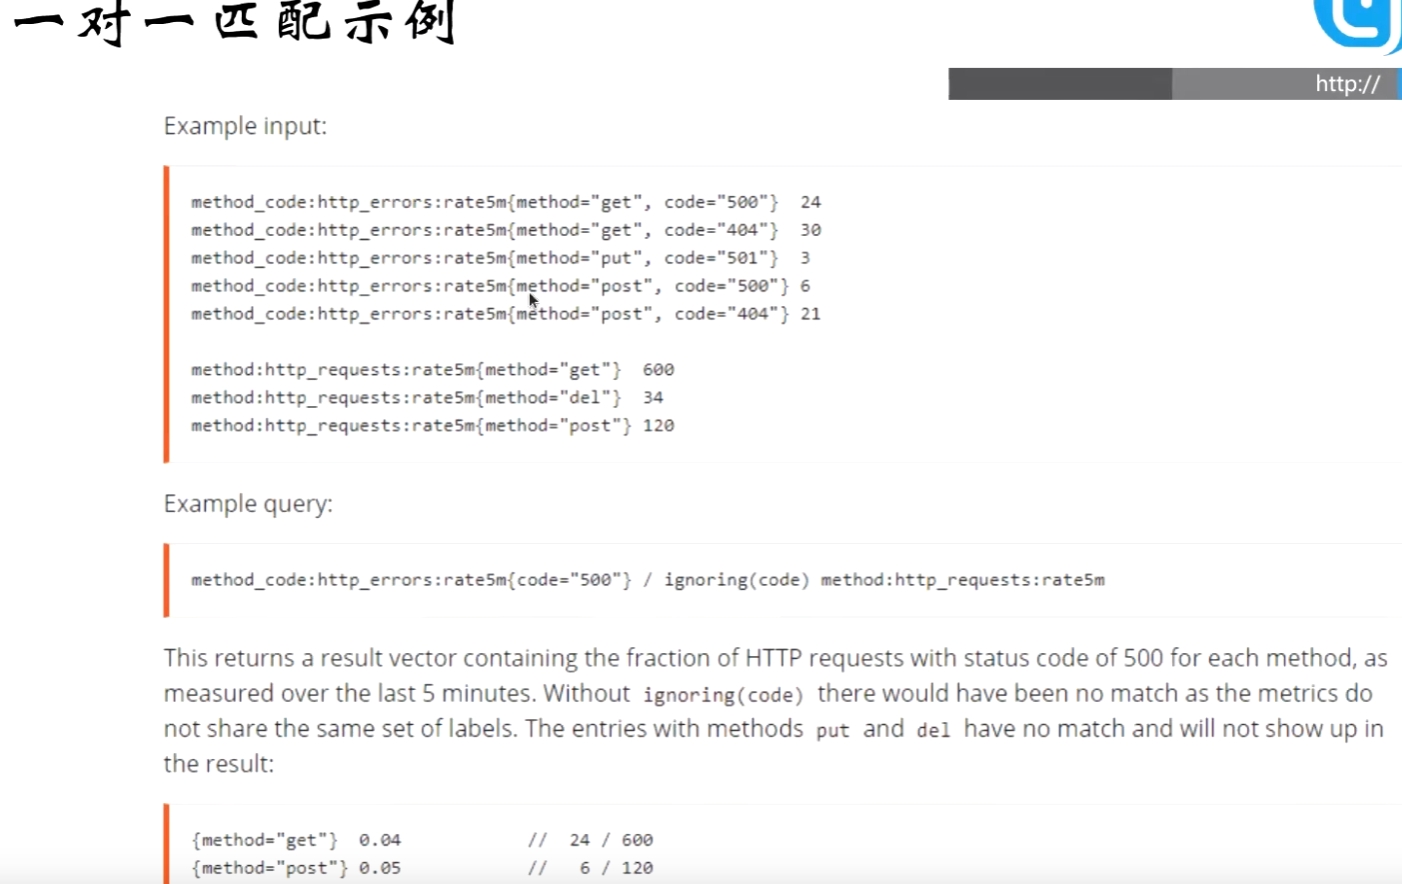 一对一匹配示例
http://
Example input:
method_code:http_errors:rate5m{method="get", code="500"}  24
method_code:http_errors:rate5m{method="get", code="404"}  30
method_code:http_errors:rate5m{method="put", code="501"}  3
method_code:http_errors:rate5m{method="post", code="500"} 6
method_code:http_errors:rate5m{method="post", code="404"} 21
method:http_requests:rate5m{method="get"}  600
method:http_requests:rate5m{method="del"}  34
method:http_requests:rate5m{method="post"} 120
Example query:
method_code:http_errors:rate5m{code="500"} / ignoring(code) method:http_requests:rate5m
This returns a result vector containing the fraction of HTTP requests with status code of 500 for each method, as
measured over the last 5 minutes. Without ignoring(code) there would have been no match as the metrics do
not share the same set of labels. The entries with methods put and del have no match and will not show up in
the result:
{method="get"}  0.04            //  24 / 600
{method="post"} 0.05            //   6 / 120